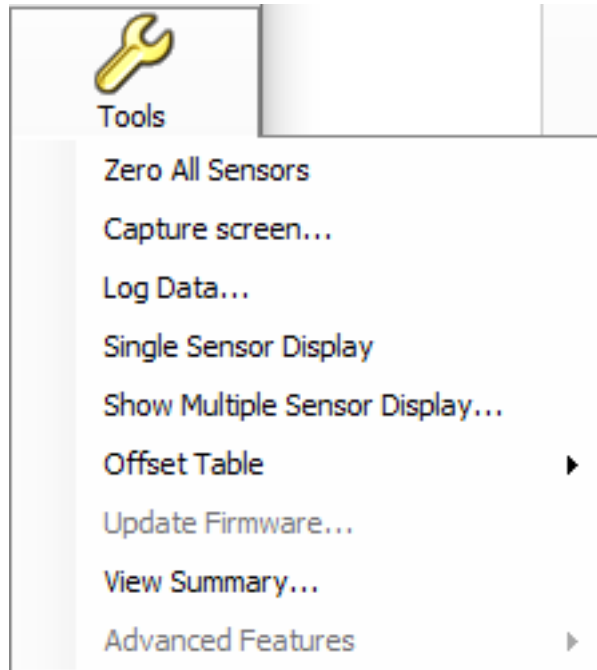 Tools
Zero All Sensors
Capture screen...
Log Data...
Single Sensor Display
Show Multiple Sensor Display...
Offset Table
Update Firmware...
View Summary...
Advanced Features